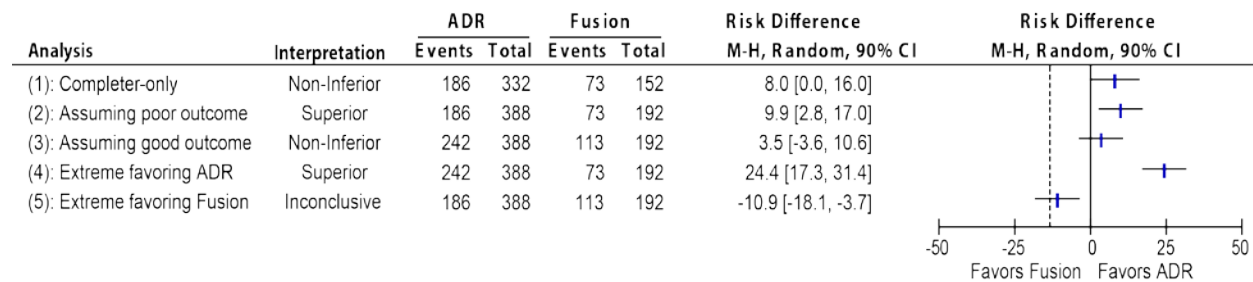 ADR Fusion Risk Difference Risk Difference
Analysis Interpretation Events Total Events Total M-H, Random, 90% CI M-H, Random, 90% CI
(1): Completer-only Non-Inferior 186 332 73 152 8.0 [0.0, 16.0]
(2): Assuming poor outcome Superior 186 388 73 192 9.9 [2.8, 17.0]
(3): Assuming good outcome Non-Inferior 242 388 113 192 3.5 [-3.6, 10.6]
(4): Extreme favoring ADR Superior 242 388 73 192 24.4 [17.3, 31.4]
(5): Extreme favoring Fusion Inconclusive 186 388 113 192 -10.9 [-18.1, -3.7]
-50 -25 0 25 50
Favors Fusion Favors ADR